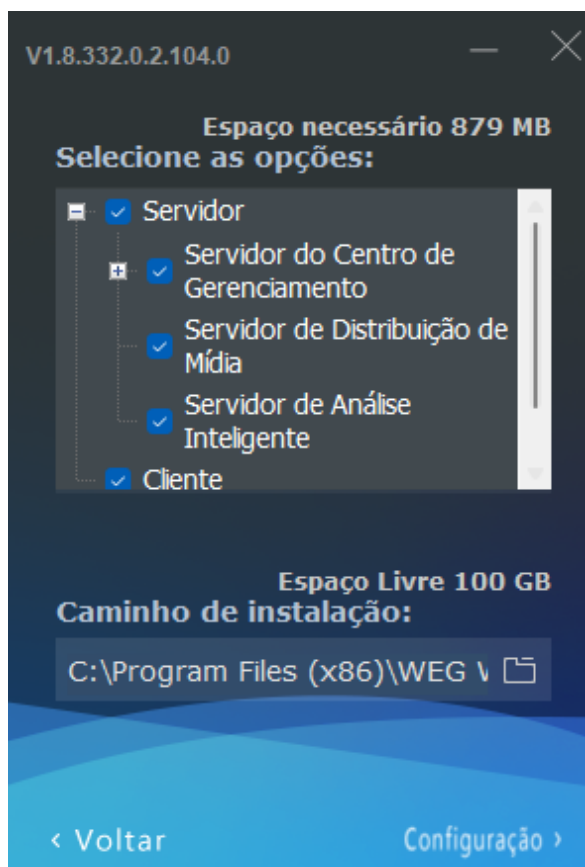 V1.8.332.0.2.104.0
Espaço necessário 879 MB
Selecione as opções:
Servidor
Servidor do Centro de
Gerenciamento
Servidor de Distribuição de
Mídia
Servidor de Análise
Inteligente
Cliente
Espaço Livre 100 GB
Caminho de instalação:
C:\Program Files (x86)\WEG
‹ Voltar
Configuração ›